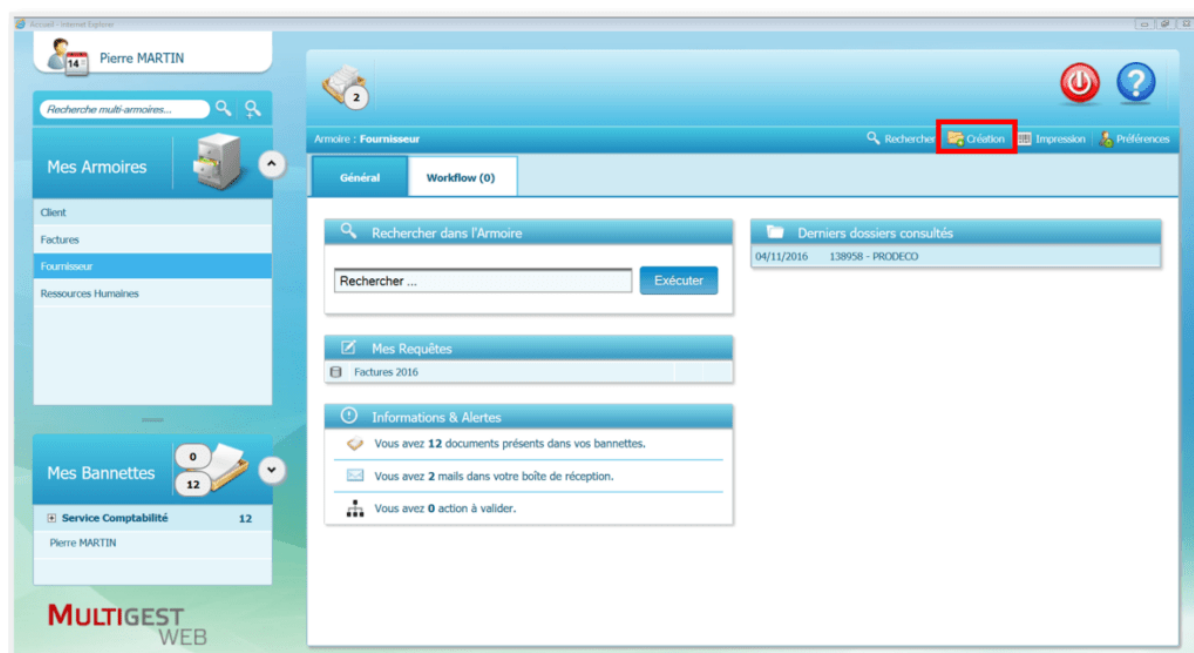 Accueil - Internet Explorer
14
Pierre MARTIN
Recherche multi-armoires...
Mes Armoires
Client
Factures
Fournisseur
Ressources Humaines
Mes Bannettes
0
12
Service Comptabilité 12
Pierre MARTIN
MULTIGEST
WEB
2
?
Armoire : Fournisseur
Rechercher Création Impression Préférences
Général Workflow (0)
Rechercher dans l'Armoire
Rechercher ... Exécuter
Mes Requêtes
Factures 2016
Informations & Alertes
Vous avez 12 documents présents dans vos bannettes.
Vous avez 2 mails dans votre boîte de réception.
Vous avez 0 action à valider.
Derniers dossiers consultés
04/11/2016 138958 - PRODECO